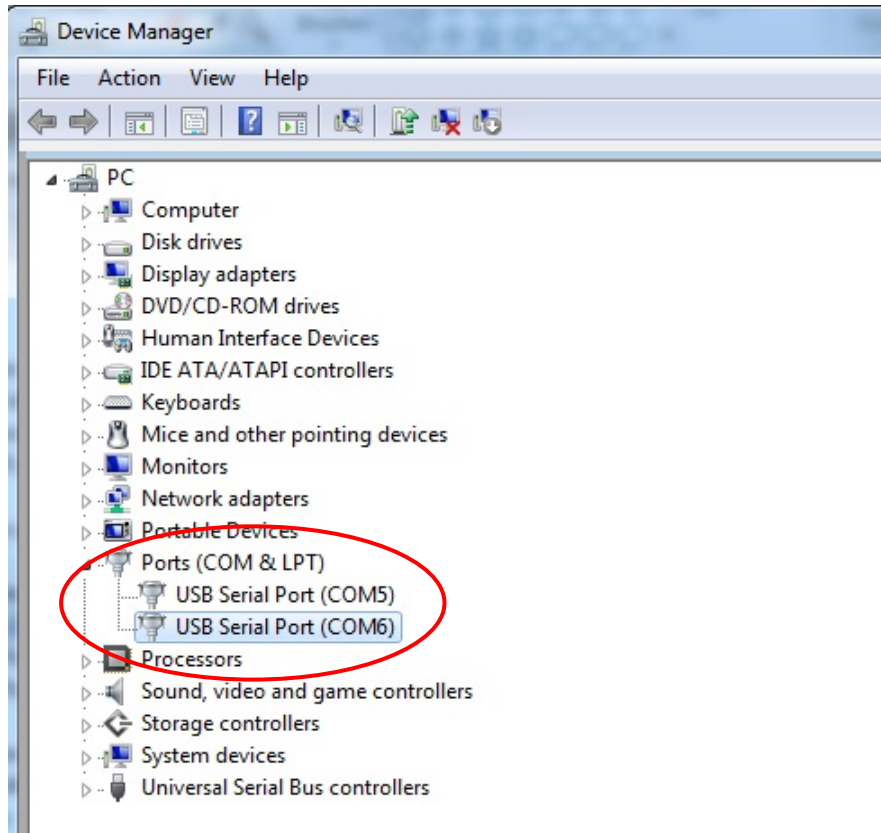 Device Manager
File Action View Help
PC
Computer
Disk drives
Display adapters
DVD/CD-ROM drives
Human Interface Devices
IDE ATA/ATAPI controllers
Keyboards
Mice and other pointing devices
Monitors
Network adapters
Portable Devices
Ports (COM & LPT)
USB Serial Port (COM5)
USB Serial Port (COM6)
Processors
Sound, video and game controllers
Storage controllers
System devices
Universal Serial Bus controllers